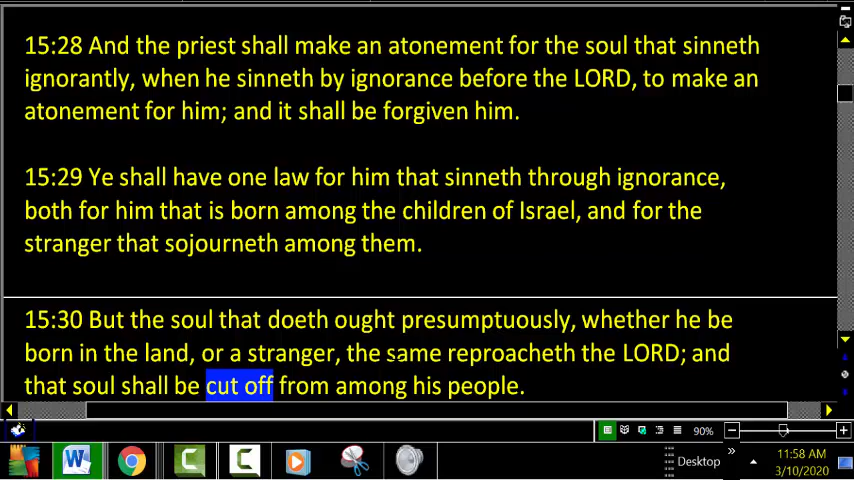 15:28 And the priest shall make an atonement for the soul that sinneth
ignorantly, when he sinneth by ignorance before the LORD, to make an
atonement for him; and it shall be forgiven him.
15:29 Ye shall have one law for him that sinneth through ignorance,
both for him that is born among the children of Israel, and for the
stranger that sojourneth among them.
15:30 But the soul that doeth ought presumptuously, whether he be
born in the land, or a stranger, the same reproacheth the LORD; and
that soul shall be cut off from among his people.
90%
Desktop
11:58 AM
3/10/2020